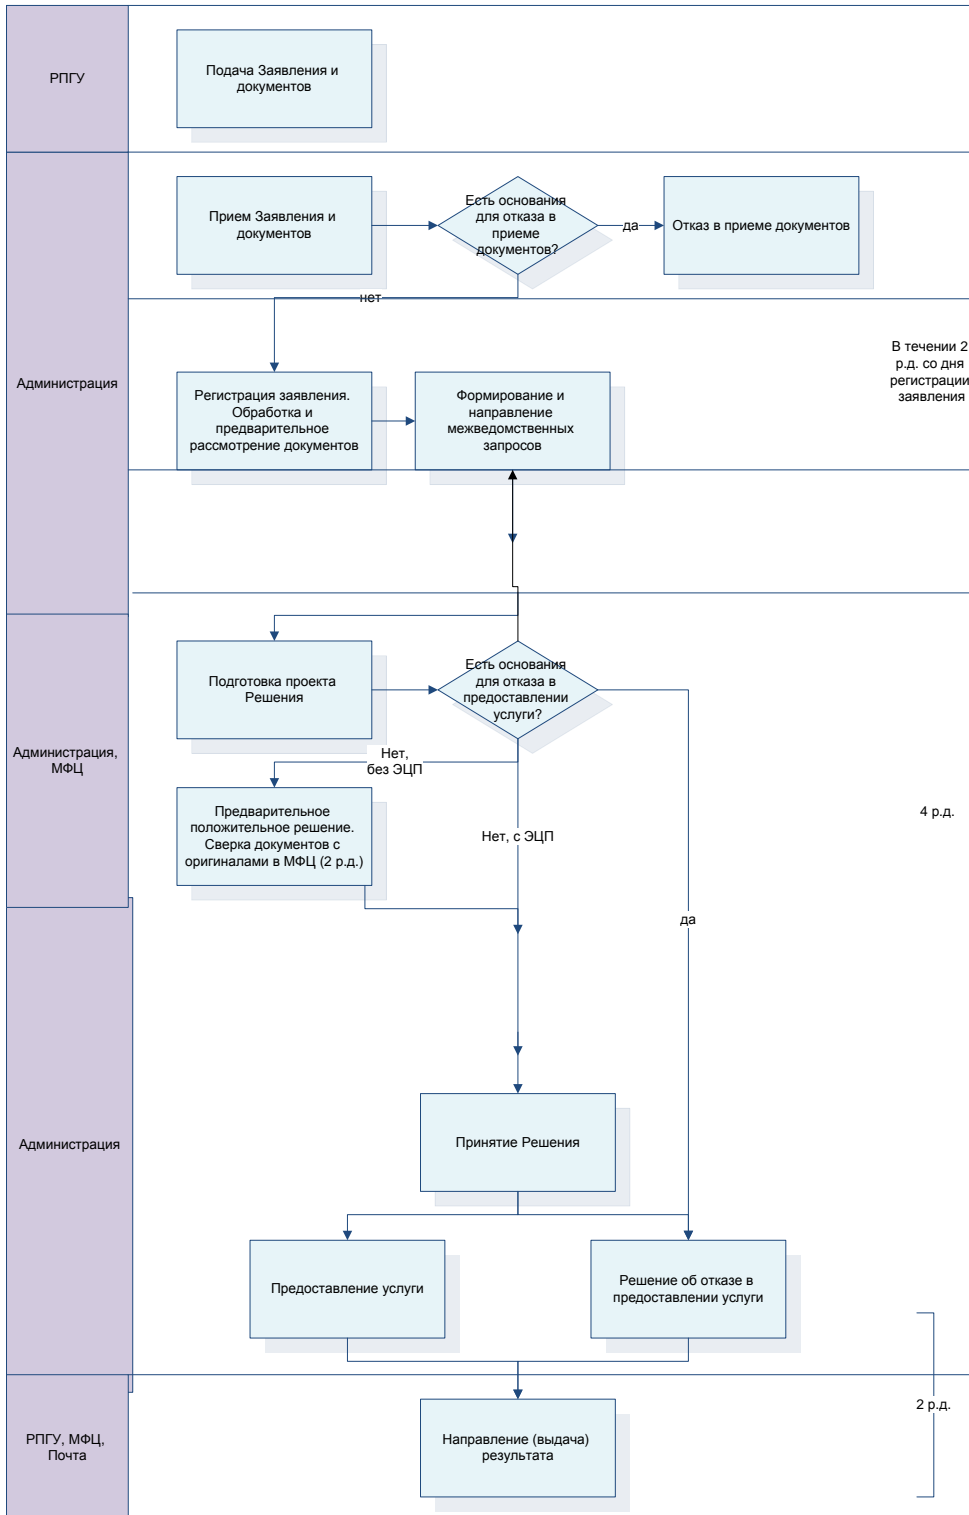 РПГУ
Подача Заявления и
документов
Администрация
Прием Заявления и
документов
Есть основания
для отказа в
приеме
документов?
да
Отказ в приеме документов
нет
Регистрация заявления.
Обработка и
предварительное
рассмотрение документов
Формирование и
направление
межведомственных
запросов
В течении 2
р.д. со дня
регистрации
заявления
Администрация,
МФЦ
Подготовка проекта
Решения
Есть основания
для отказа в
предоставлении
услуги?
Нет,
без ЭЦП
Предварительное
положительное решение.
Сверка документов с
оригиналами в МФЦ (2 р.д.)
Нет, с ЭЦП
4 р.д.
да
Администрация
Принятие Решения
Предоставление услуги
Решение об отказе в
предоставлении услуги
2 р.д.
РПГУ, МФЦ,
Почта
Направление (выдача)
результата